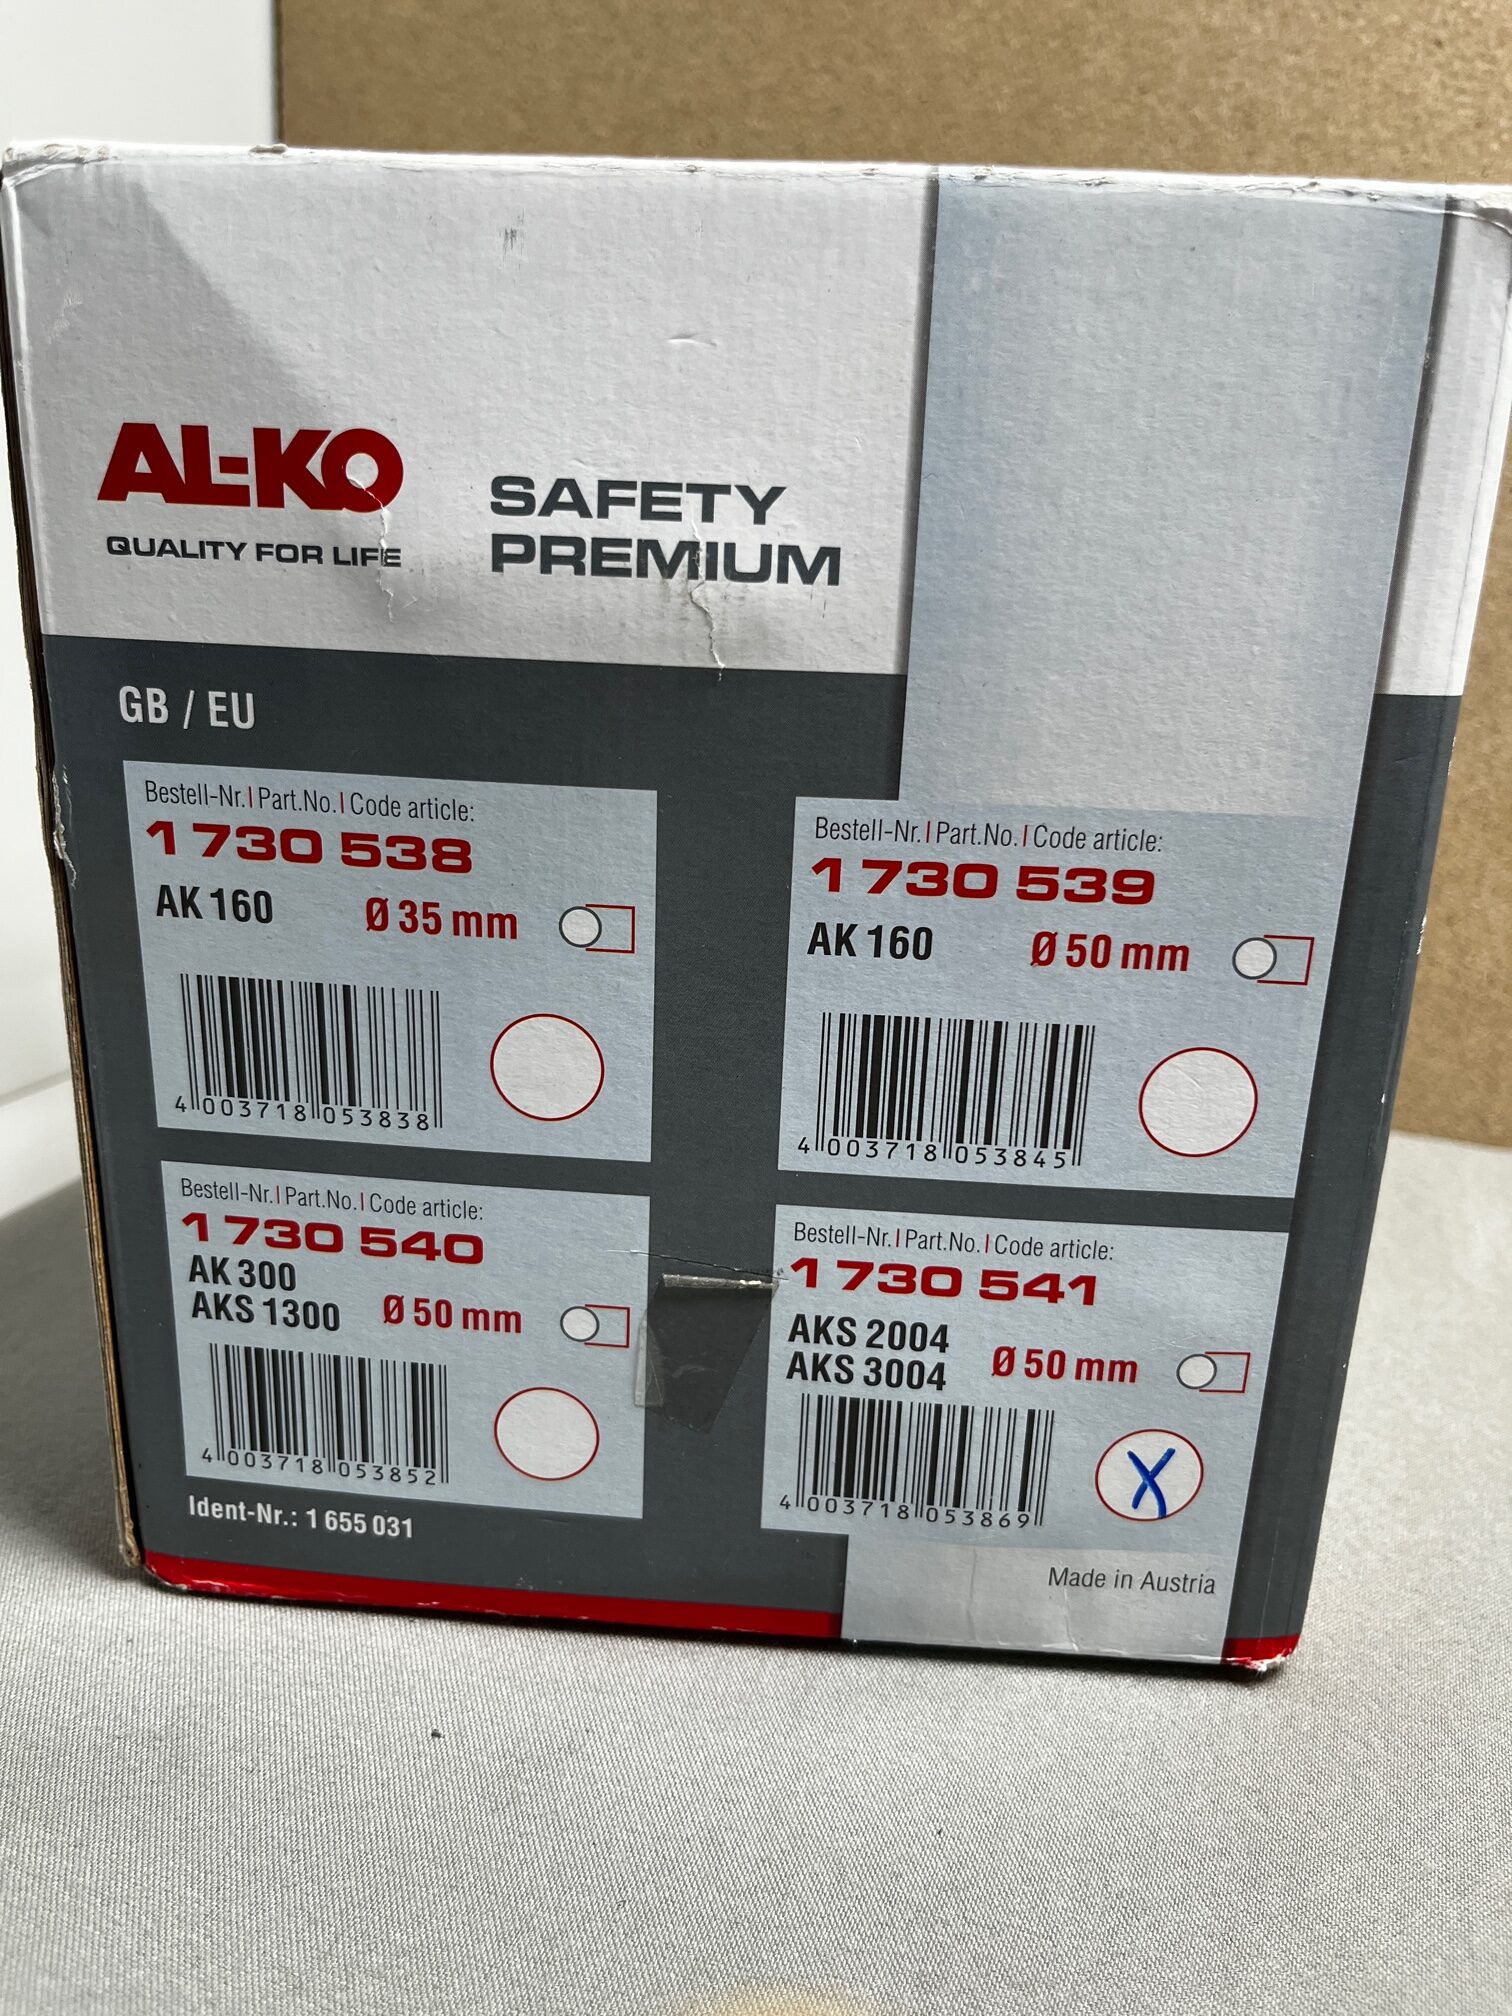 AL-KO
QUALITY FOR LIFE
SAFETY
PREMIUM
GB / EU
Bestell-Nr. | Part.No. | Code article:
1 730 538
AK 160 Ø 35 mm
4 003718 053838
Bestell-Nr. | Part.No. | Code article:
1 730 539
AK 160 Ø 50 mm
4 003718 053845
Bestell-Nr. | Part.No. | Code article:
1 730 540
AK 300
AKS 1300 Ø 50 mm
4 003718 053852
Bestell-Nr. | Part.No. | Code article:
1 730 541
AKS 2004
AKS 3004 Ø 50 mm
4 003718 053869
X
Ident-Nr.: 1 655 031
Made in Austria